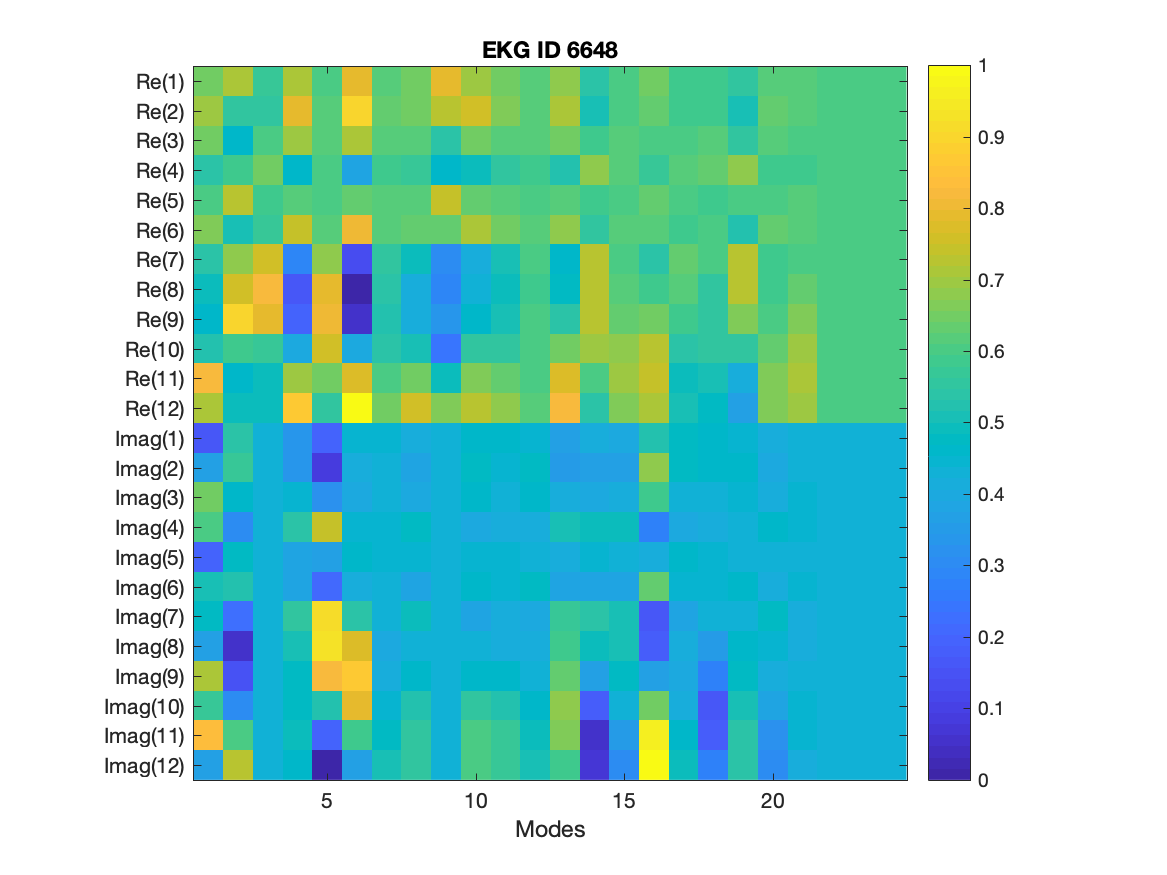 EKG ID 6648
Re(1)
Re(2)
Re(3)
Re(4)
Re(5)
Re(6)
Re(7)
Re(8)
Re(9)
Re(10)
Re(11)
Re(12)
Imag(1)
Imag(2)
Imag(3)
Imag(4)
Imag(5)
Imag(6)
Imag(7)
Imag(8)
Imag(9)
Imag(10)
Imag(11)
Imag(12)
5 10 15 20
Modes
1
0.9
0.8
0.7
0.6
0.5
0.4
0.3
0.2
0.1
0